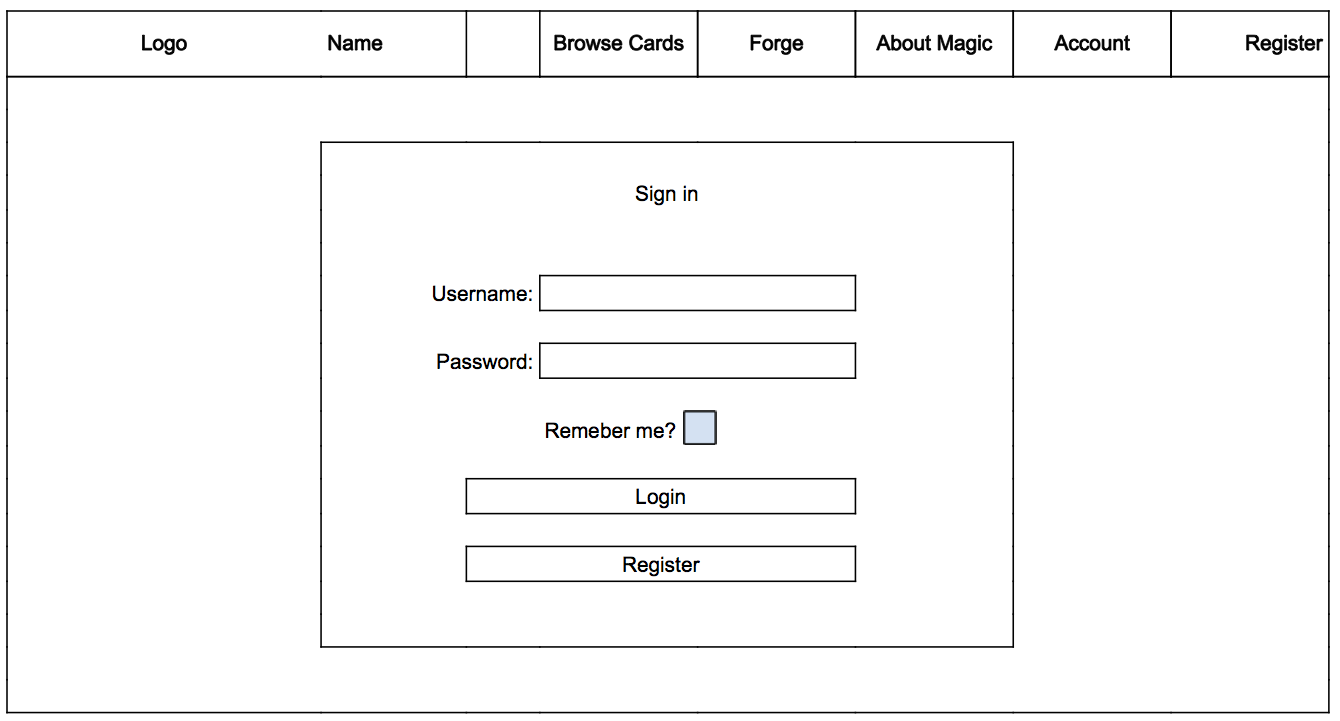 Logo Name Browse Cards Forge About Magic Account Register
Sign in
Username:
Password:
Remeber me?
Login
Register